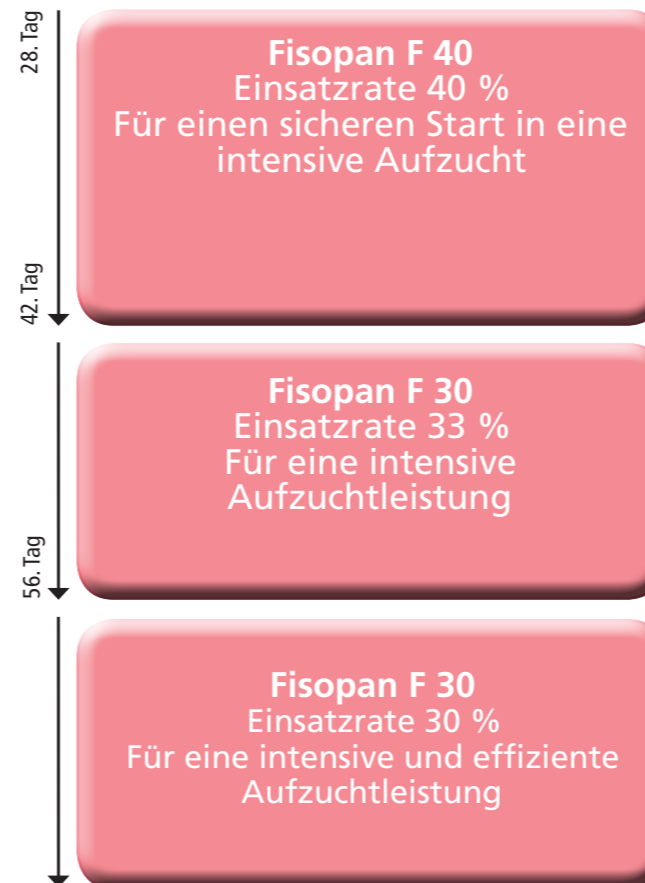 28. Tag
Fisopan F 40
Einsatzrate 40 %
Für einen sicheren Start in eine
intensive Aufzucht
42. Tag
Fisopan F 30
Einsatzrate 33 %
Für eine intensive
Aufzuchtleistung
56. Tag
Fisopan F 30
Einsatzrate 30 %
Für eine intensive und effiziente
Aufzuchtleistung